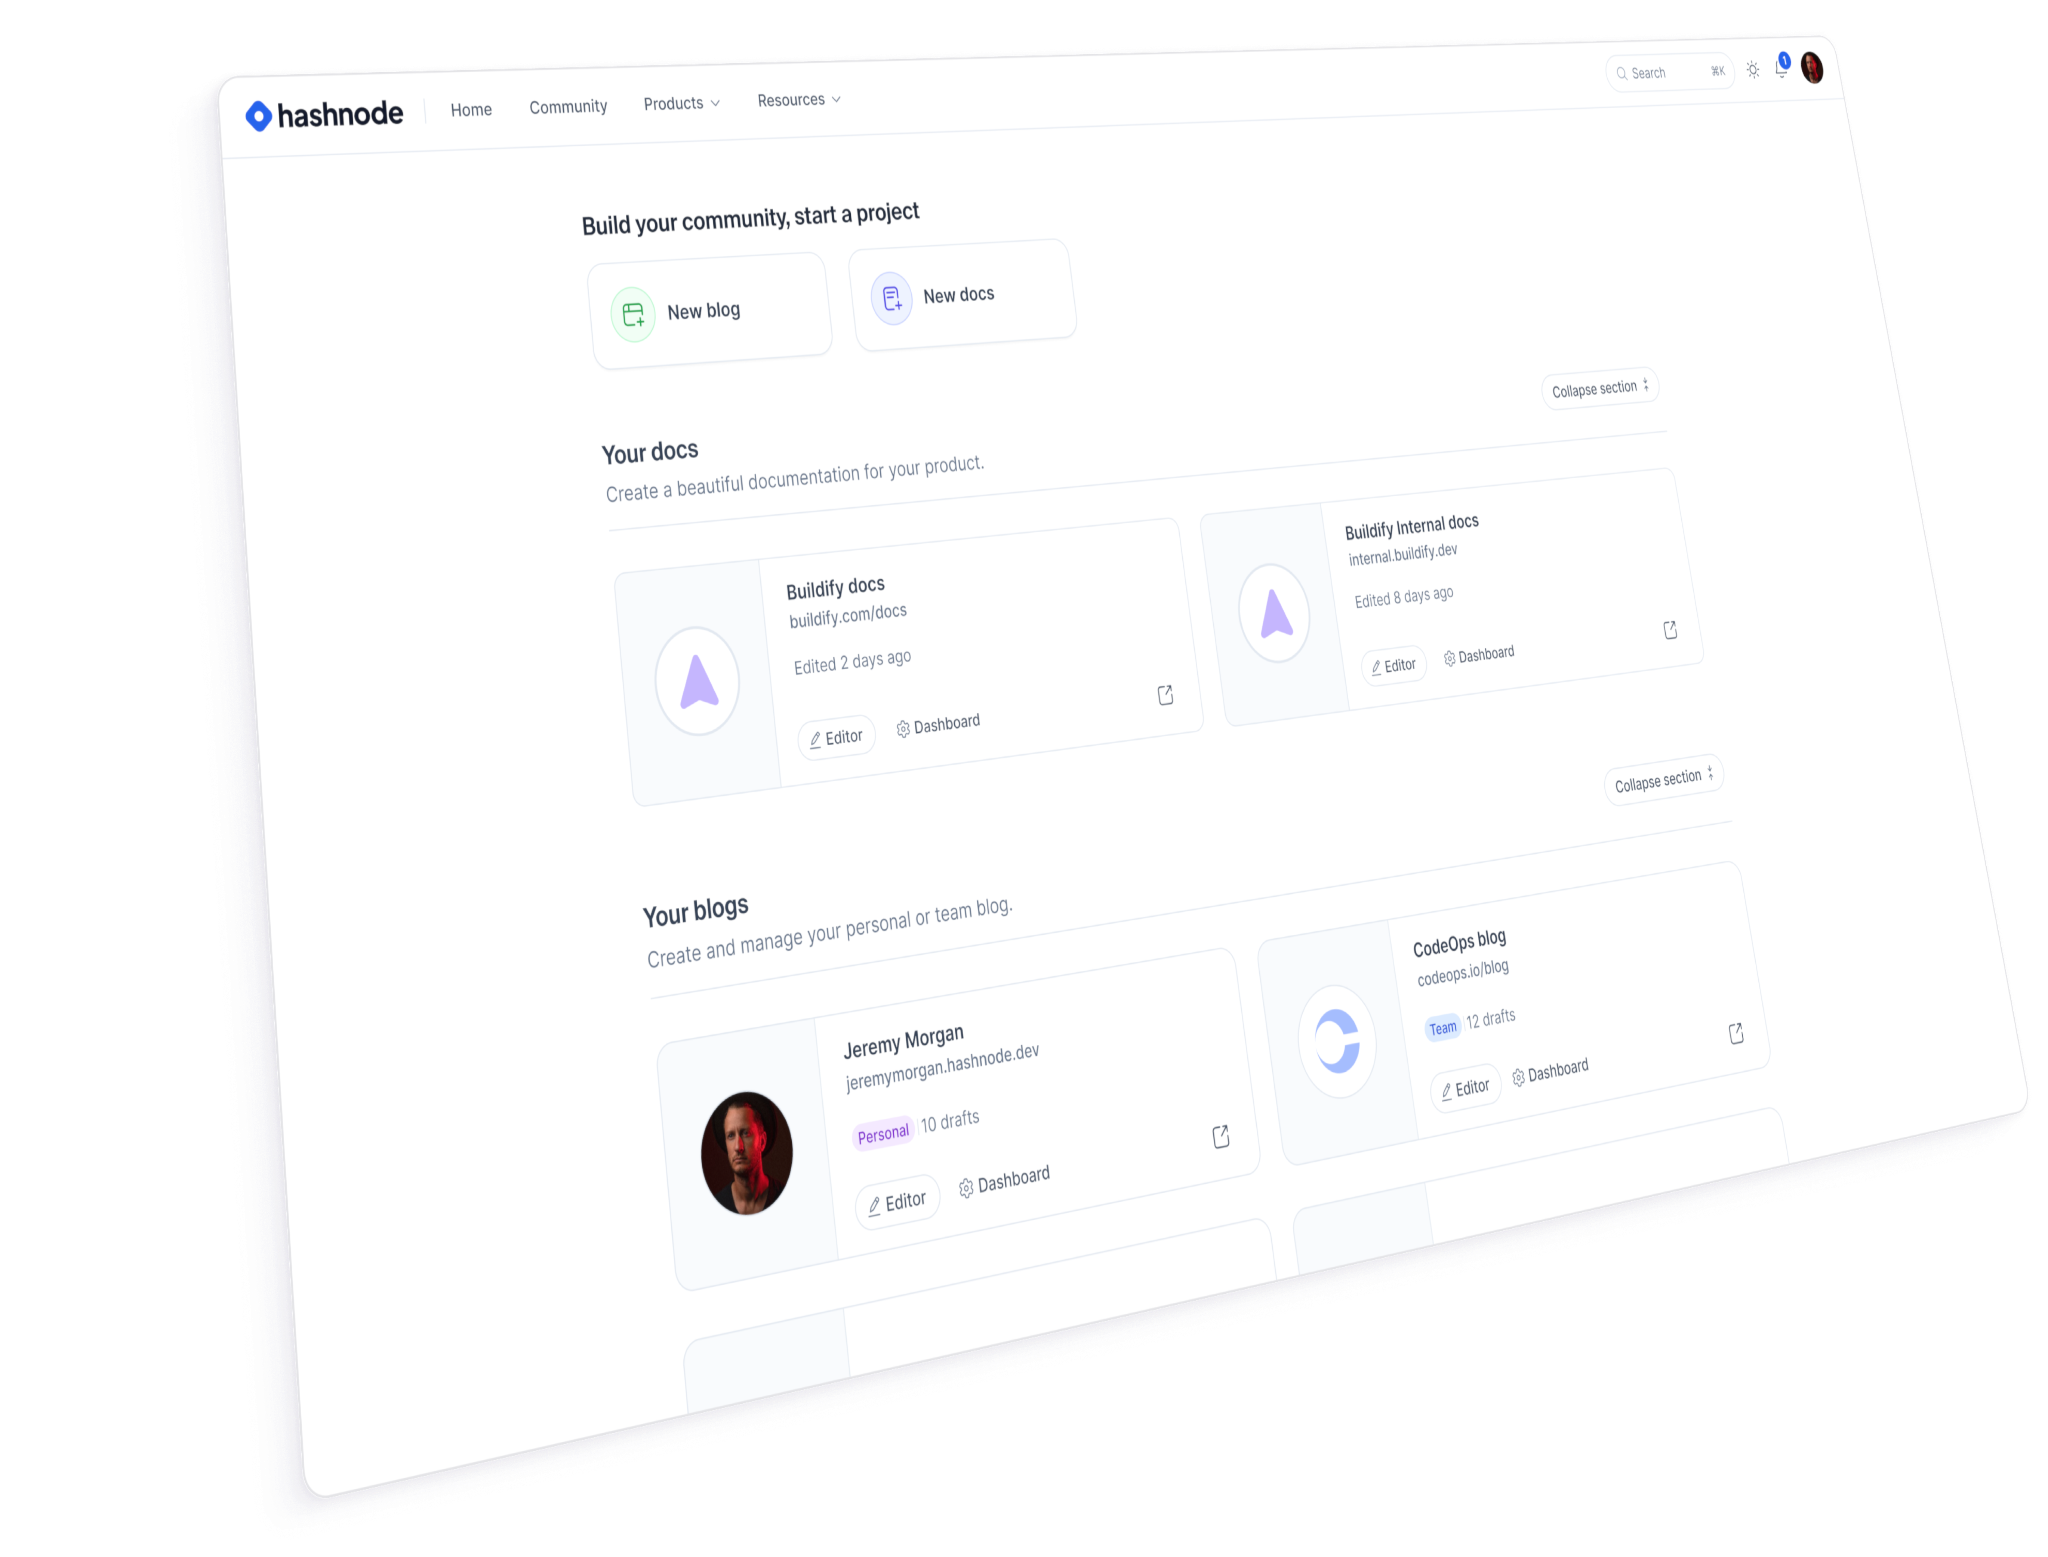 hashnode
Home
Community
Products
Resources
Search
⌘K
1
Build your community, start a project
New blog
New docs
Collapse section
Your docs
Create a beautiful documentation for your product.
Buildify docs
buildify.com/docs
Edited 2 days ago
Editor
Dashboard
Buildify Internal docs
internal.buildify.dev
Edited 8 days ago
Editor
Dashboard
Collapse section
Your blogs
Create and manage your personal or team blog.
Jeremy Morgan
jeremymorgan.hashnode.dev
Personal 10 drafts
Editor
Dashboard
CodeOps blog
codeops.io/blog
Team 12 drafts
Editor
Dashboard